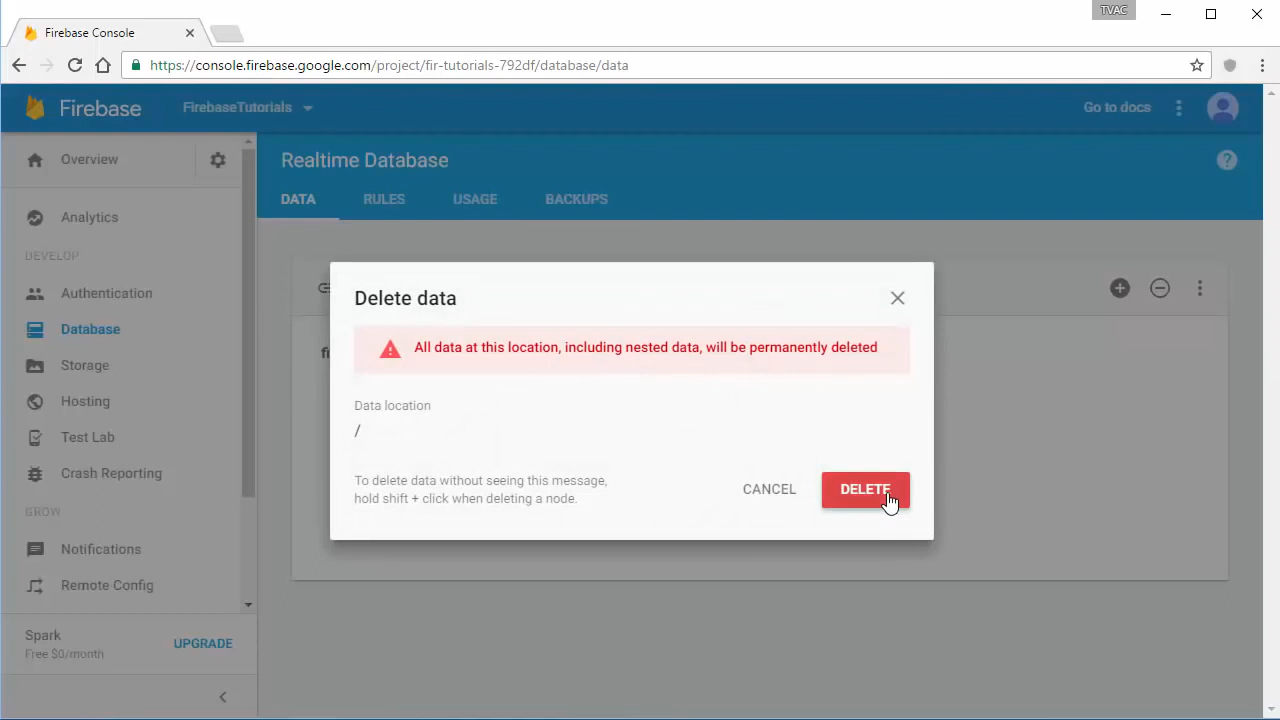 TVAC
Firebase Console
https://console.firebase.google.com/project/fir-tutorials-792df/database/data
Firebase
FirebaseTutorials
Go to docs
Overview
Realtime Database
DATA
RULES
USAGE
BACKUPS
Analytics
DEVELOP
Authentication
Database
Storage
Hosting
Test Lab
Crash Reporting
GROW
Notifications
Remote Config
Spark
Free $0/month
UPGRADE
Delete data
All data at this location, including nested data, will be permanently deleted
Data location
/
To delete data without seeing this message,
hold shift + click when deleting a node.
CANCEL
DELETE